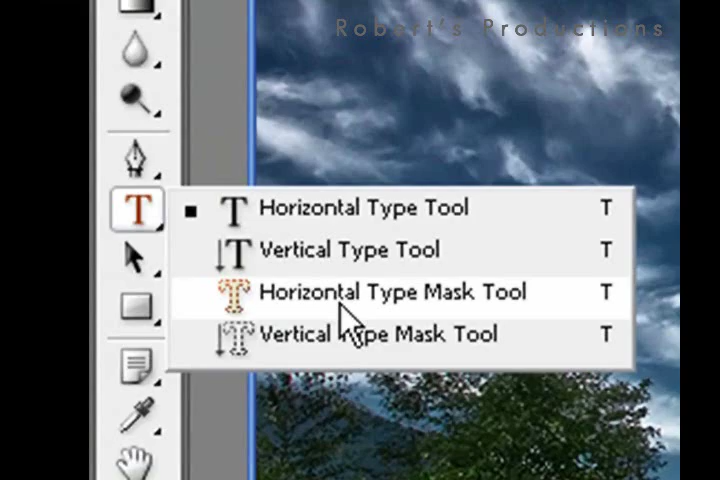 Robert's Productions
T Horizontal Type Tool T
T Vertical Type Tool T
T Horizontal Type Mask Tool T
T Vertical Type Mask Tool T